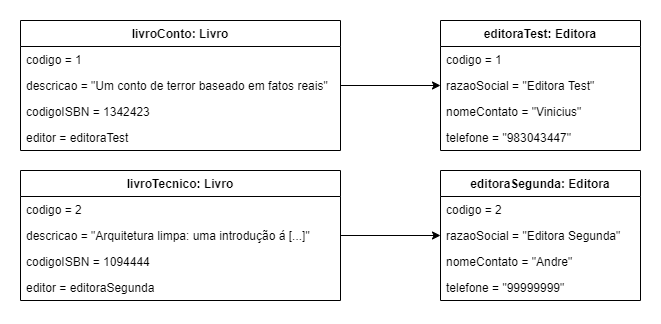 livroConto: Livro
codigo = 1
descricao = "Um conto de terror baseado em fatos reais"
codigoISBN = 1342423
editor = editoraTest
editoraTest: Editora
codigo = 1
razaoSocial = "Editora Test"
nomeContato = "Vinicius"
telefone = "983043447"
livroTecnico: Livro
codigo = 2
descricao = "Arquitetura limpa: uma introdução á [...]"
codigoISBN = 1094444
editor = editoraSegunda
editoraSegunda: Editora
codigo = 2
razaoSocial = "Editora Segunda"
nomeContato = "Andre"
telefone = "99999999"